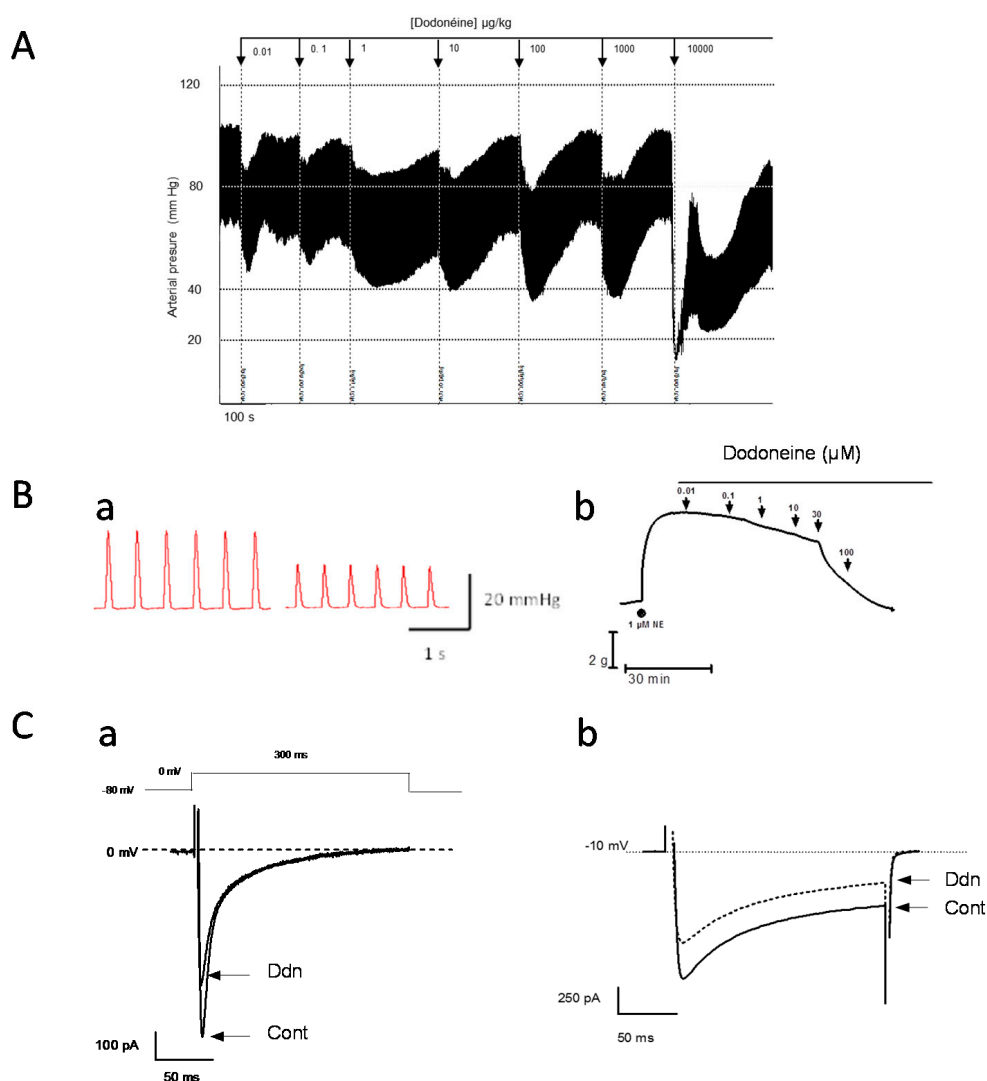 A
[Dodonéine] µg/kg
0.01
0. 1
1
10
100
1000
10000
Arterial presure (mm Hg)
120
80
40
20
100 s
B
a
20 mmHg
1 s
b
Dodoneine (µM)
0.01
0.1
1
10
30
100
1 µM NE
2 g
30 min
C
a
300 ms
0 mV
-80 mV
0 mV
Ddn
Cont
100 pA
50 ms
b
-10 mV
Ddn
Cont
250 pA
50 ms